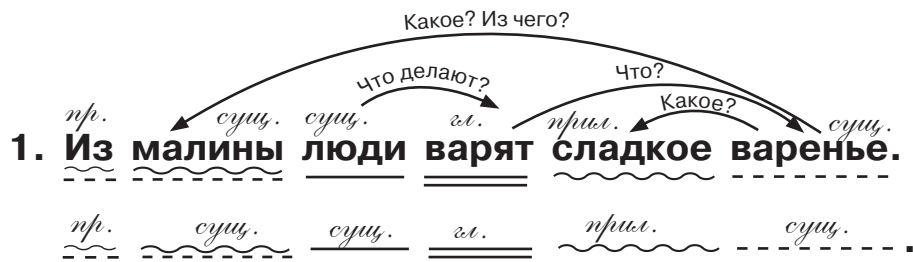 Какое? Из чего?
Что делают? Что?
Какое?
пр. сущ. сущ. гл. прил. сущ.
1. Из малины люди варят сладкое варенье.
пр. сущ. сущ. гл. прил. сущ.